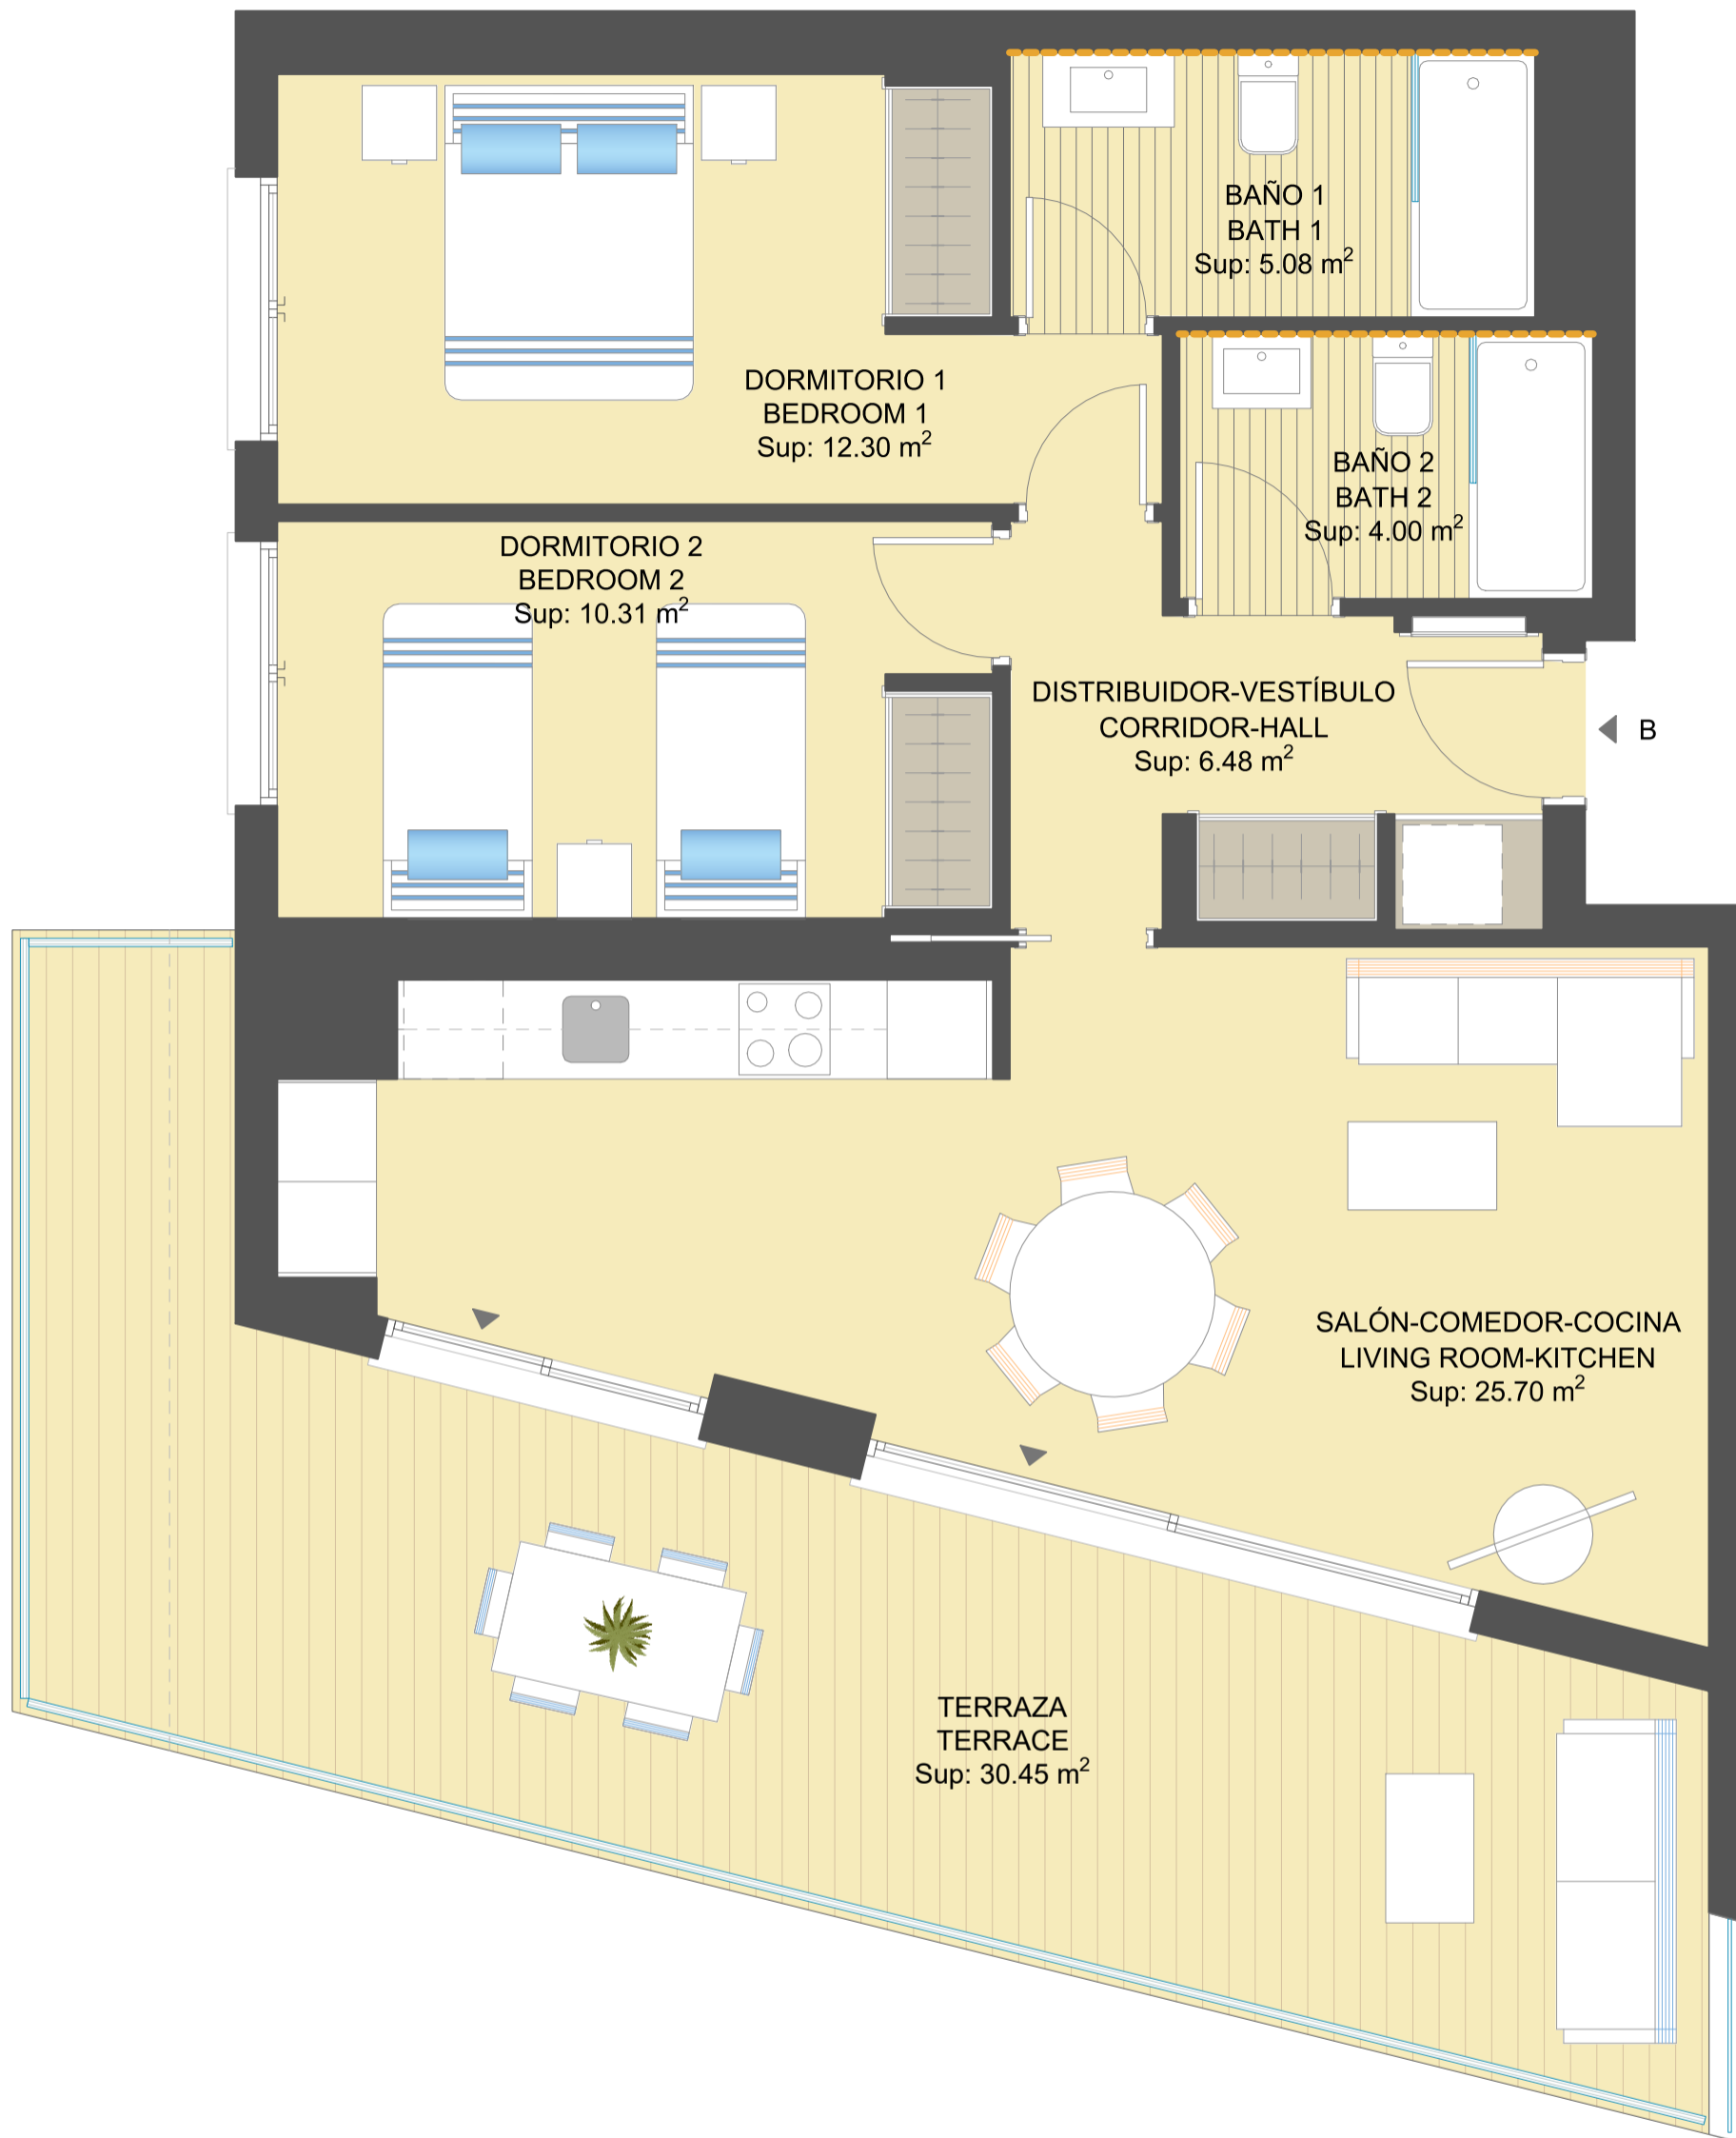 BAÑO 1
BATH 1
Sup: 5.08 m²
DORMITORIO 1
BEDROOM 1
Sup: 12.30 m²
BAÑO 2
BATH 2
Sup: 4.00 m²
DORMITORIO 2
BEDROOM 2
Sup: 10.31 m²
DISTRIBUIDOR-VESTÍBULO
CORRIDOR-HALL
Sup: 6.48 m²
B
SALÓN-COMEDOR-COCINA
LIVING ROOM-KITCHEN
Sup: 25.70 m²
TERRAZA
TERRACE
Sup: 30.45 m²